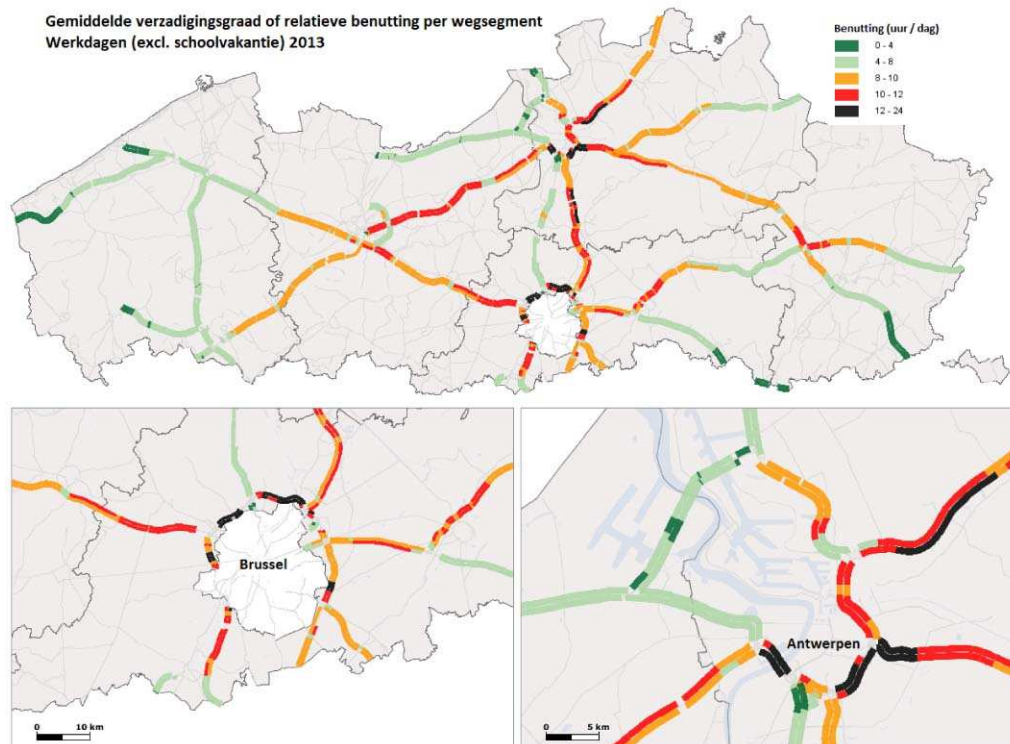 Gemiddelde verzadigingsgraad of relatieve benutting per wegsegment
Werkdagen (excl. schoolvakantie) 2013
Benutting (uur / dag)
0 - 4
4 - 8
8 - 10
10 - 12
12 - 24
Brussel
0 10 km
Antwerpen
0 5 km